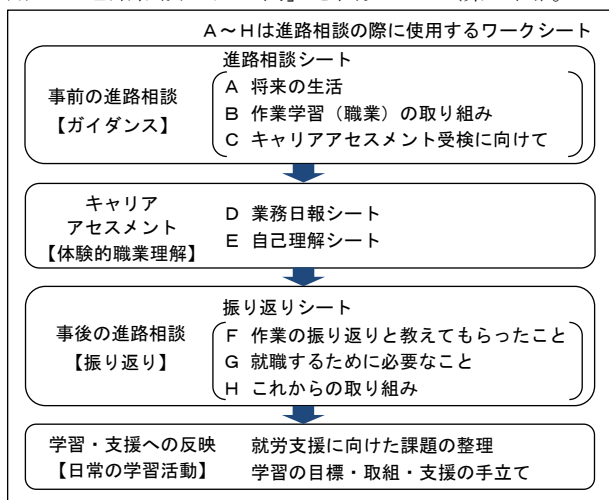 A～Hは進路相談の際に使用するワークシート
事前の進路相談
【ガイダンス】
進路相談シート
A 将来の生活
B 作業学習（職業）の取り組み
C キャリアアセスメント受検に向けて
キャリア
アセスメント
【体験的職業理解】
D 業務日報シート
E 自己理解シート
事後の進路相談
【振り返り】
振り返りシート
F 作業の振り返りと教えてもらったこと
G 就職するために必要なこと
H これからの取り組み
学習・支援への反映
【日常の学習活動】
就労支援に向けた課題の整理
学習の目標・取組・支援の手立て